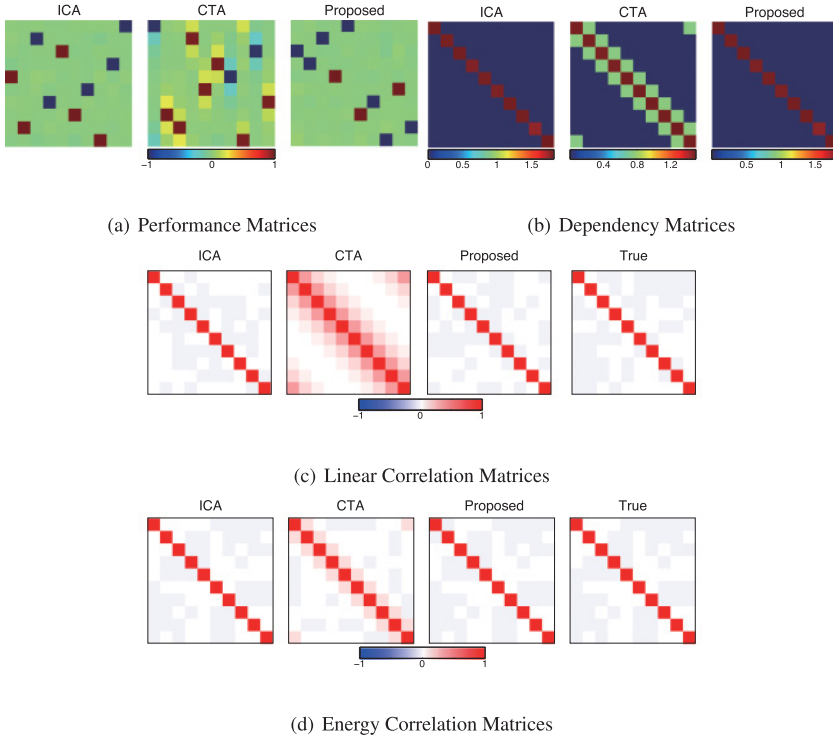 ICA CTA Proposed ICA CTA Proposed
−1 0 1 0 0.5 1 1.5 0.4 0.8 1.2 0.5 1 1.5
(a) Performance Matrices (b) Dependency Matrices
ICA CTA Proposed True
−1 0 1
(c) Linear Correlation Matrices
ICA CTA Proposed True
−1 0 1
(d) Energy Correlation Matrices